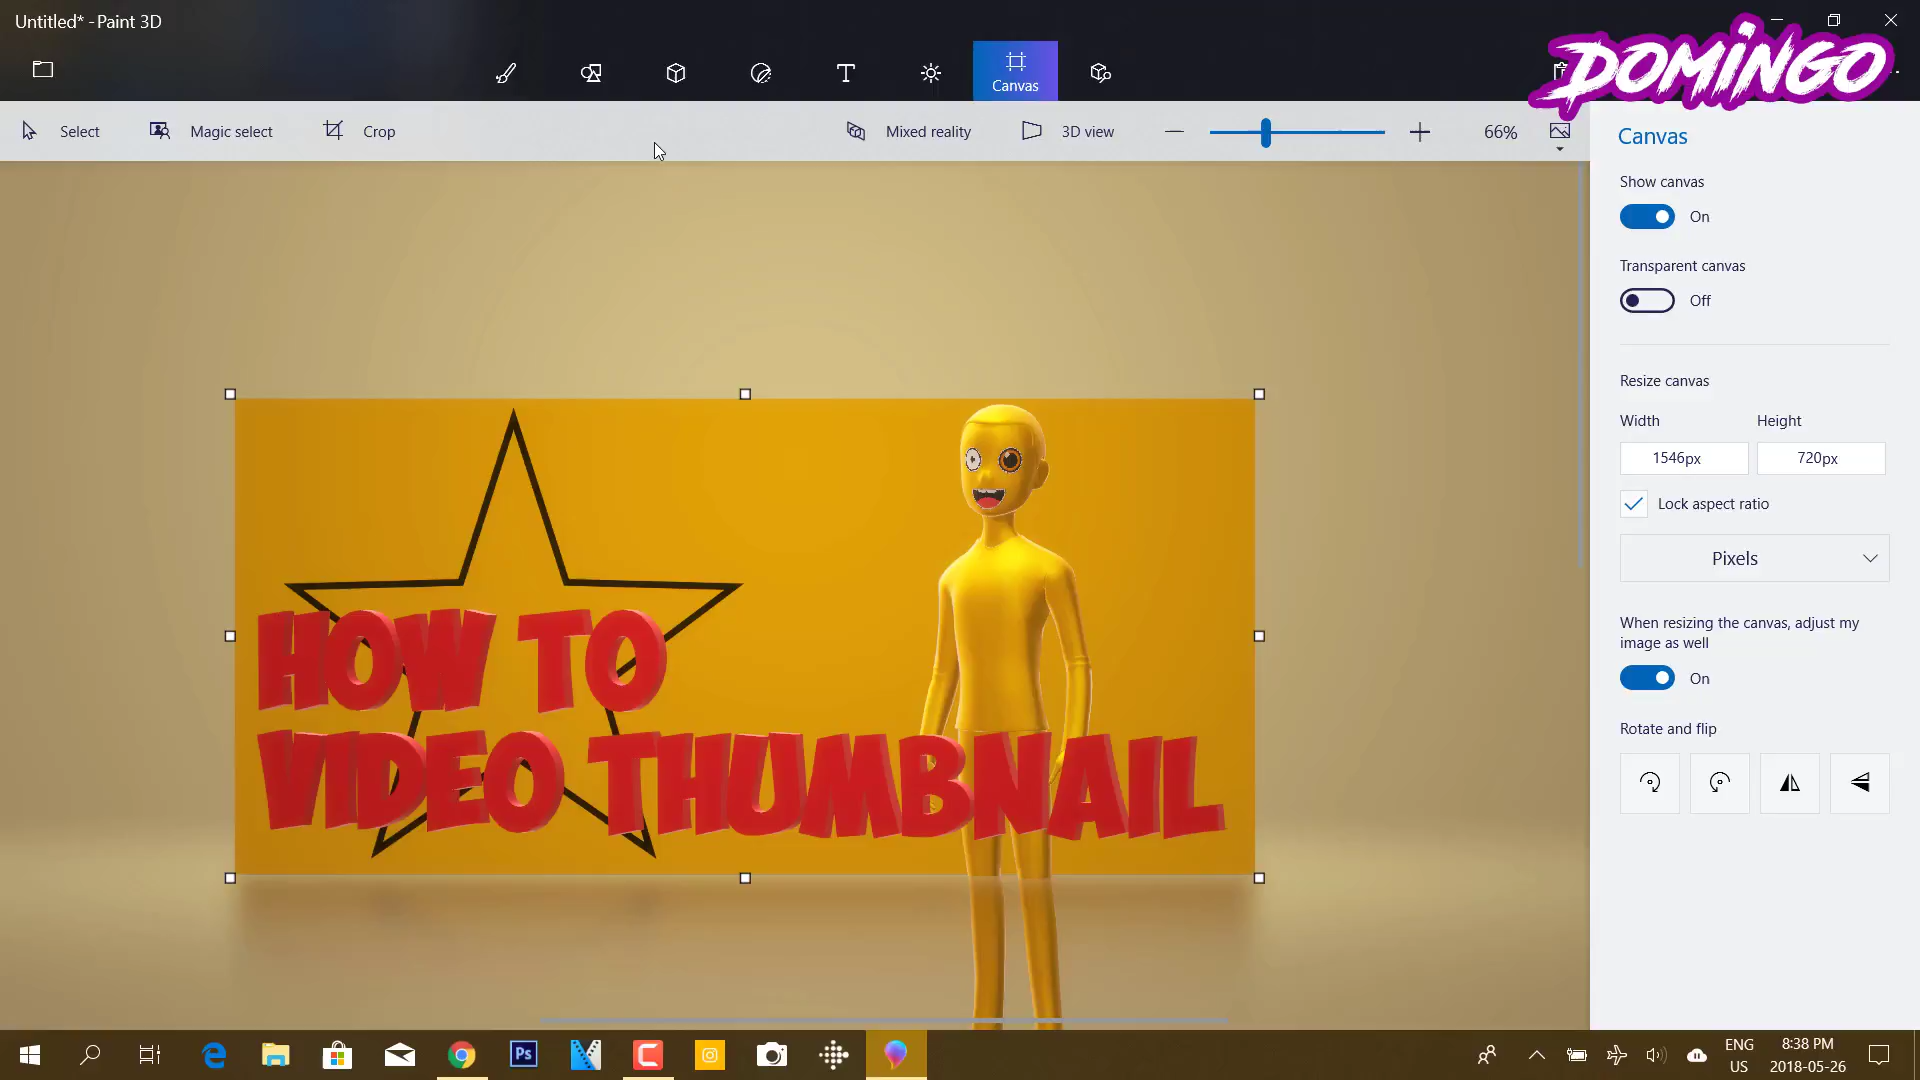 Untitled* - Paint 3D
DOMINGO
Canvas
Select
Magic select
Crop
Mixed reality
3D view
66%
Canvas
Show canvas
On
Transparent canvas
Off
Resize canvas
Width
Height
1546px
720px
Lock aspect ratio
Pixels
When resizing the canvas, adjust my
image as well
On
Rotate and flip
HOW TO
VIDEO THUMBNAIL
Ps
ENG
US
8:38 PM
2018-05-26